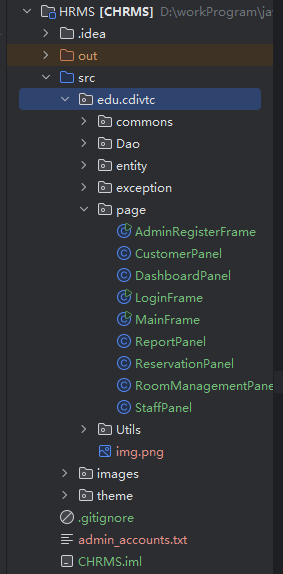 HRMS [CHRMS] D:\workProgram\ja
.idea
out
src
edu.cdivtc
commons
Dao
entity
exception
page
AdminRegisterFrame
CustomerPanel
DashboardPanel
LoginFrame
MainFrame
ReportPanel
ReservationPanel
RoomManagementPane
StaffPanel
Utils
img.png
images
theme
.gitignore
admin_accounts.txt
CHRMS.iml